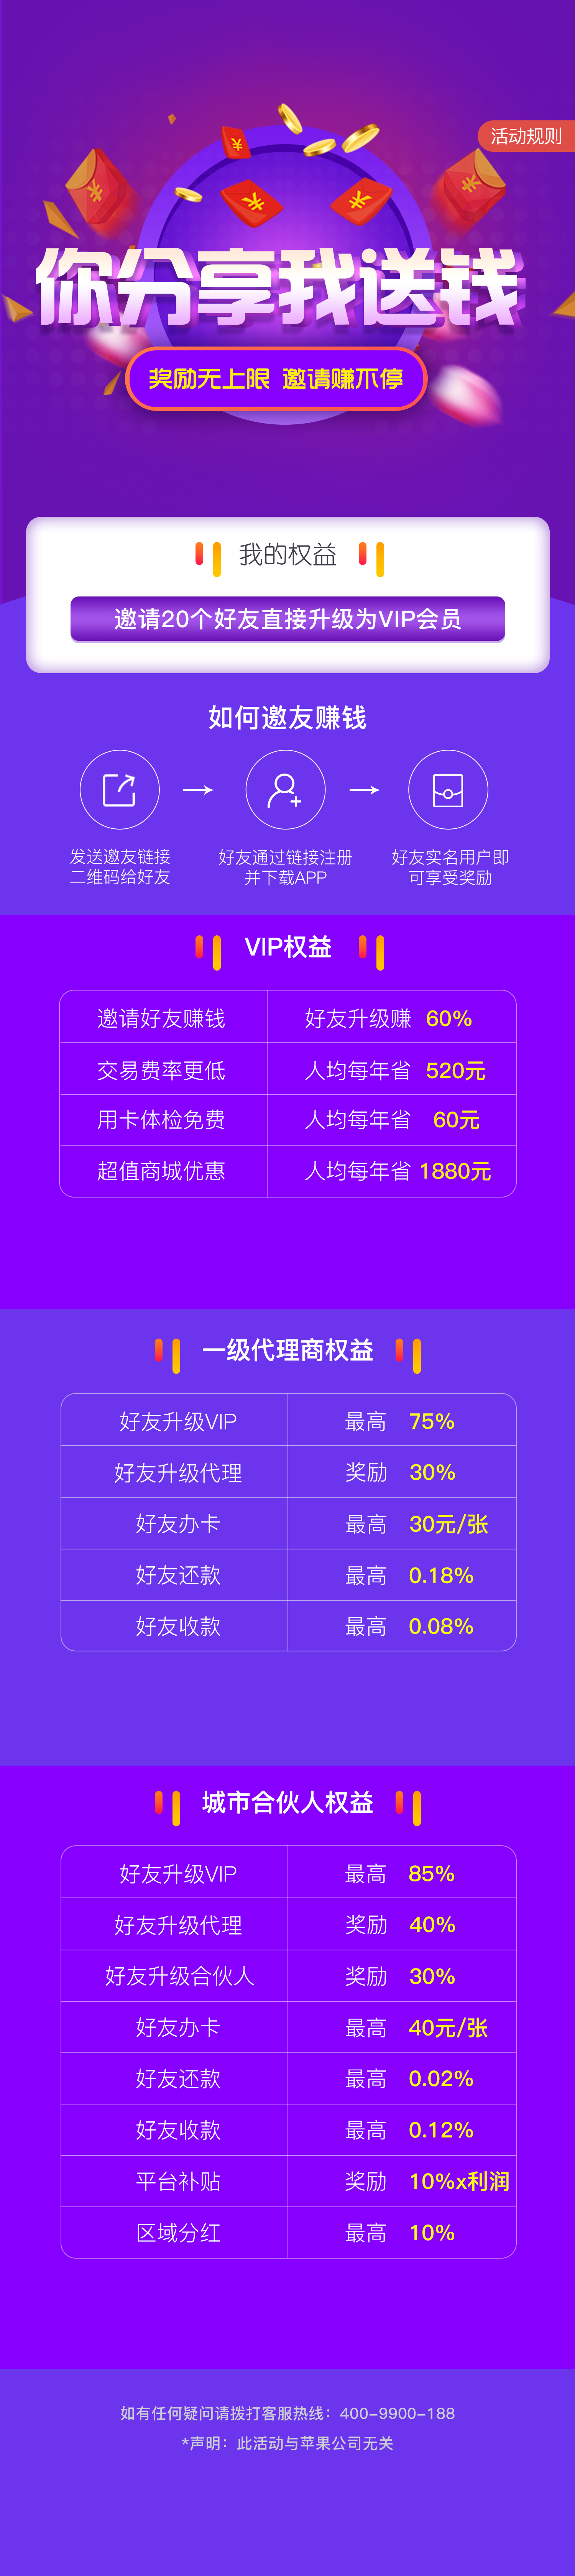 活动规则
你分享我送钱
奖励无上限 邀请赚不停
我的权益
邀请20个好友直接升级为VIP会员
如何邀友赚钱
发送邀友链接
二维码给好友
好友通过链接注册
并下载APP
好友实名用户即
可享受奖励
VIP权益
邀请好友赚钱 好友升级赚 60%
交易费率更低 人均每年省 520元
用卡体检免费 人均每年省 60元
超值商城优惠 人均每年省 1880元
一级代理商权益
好友升级VIP 最高 75%
好友升级代理 奖励 30%
好友办卡 最高 30元/张
好友还款 最高 0.18%
好友收款 最高 0.08%
城市合伙人权益
好友升级VIP 最高 85%
好友升级代理 奖励 40%
好友升级合伙人 奖励 30%
好友办卡 最高 40元/张
好友还款 最高 0.02%
好友收款 最高 0.12%
平台补贴 奖励 10%x利润
区域分红 最高 10%
如有任何疑问请拨打客服热线：400-9900-188
*声明：此活动与苹果公司无关